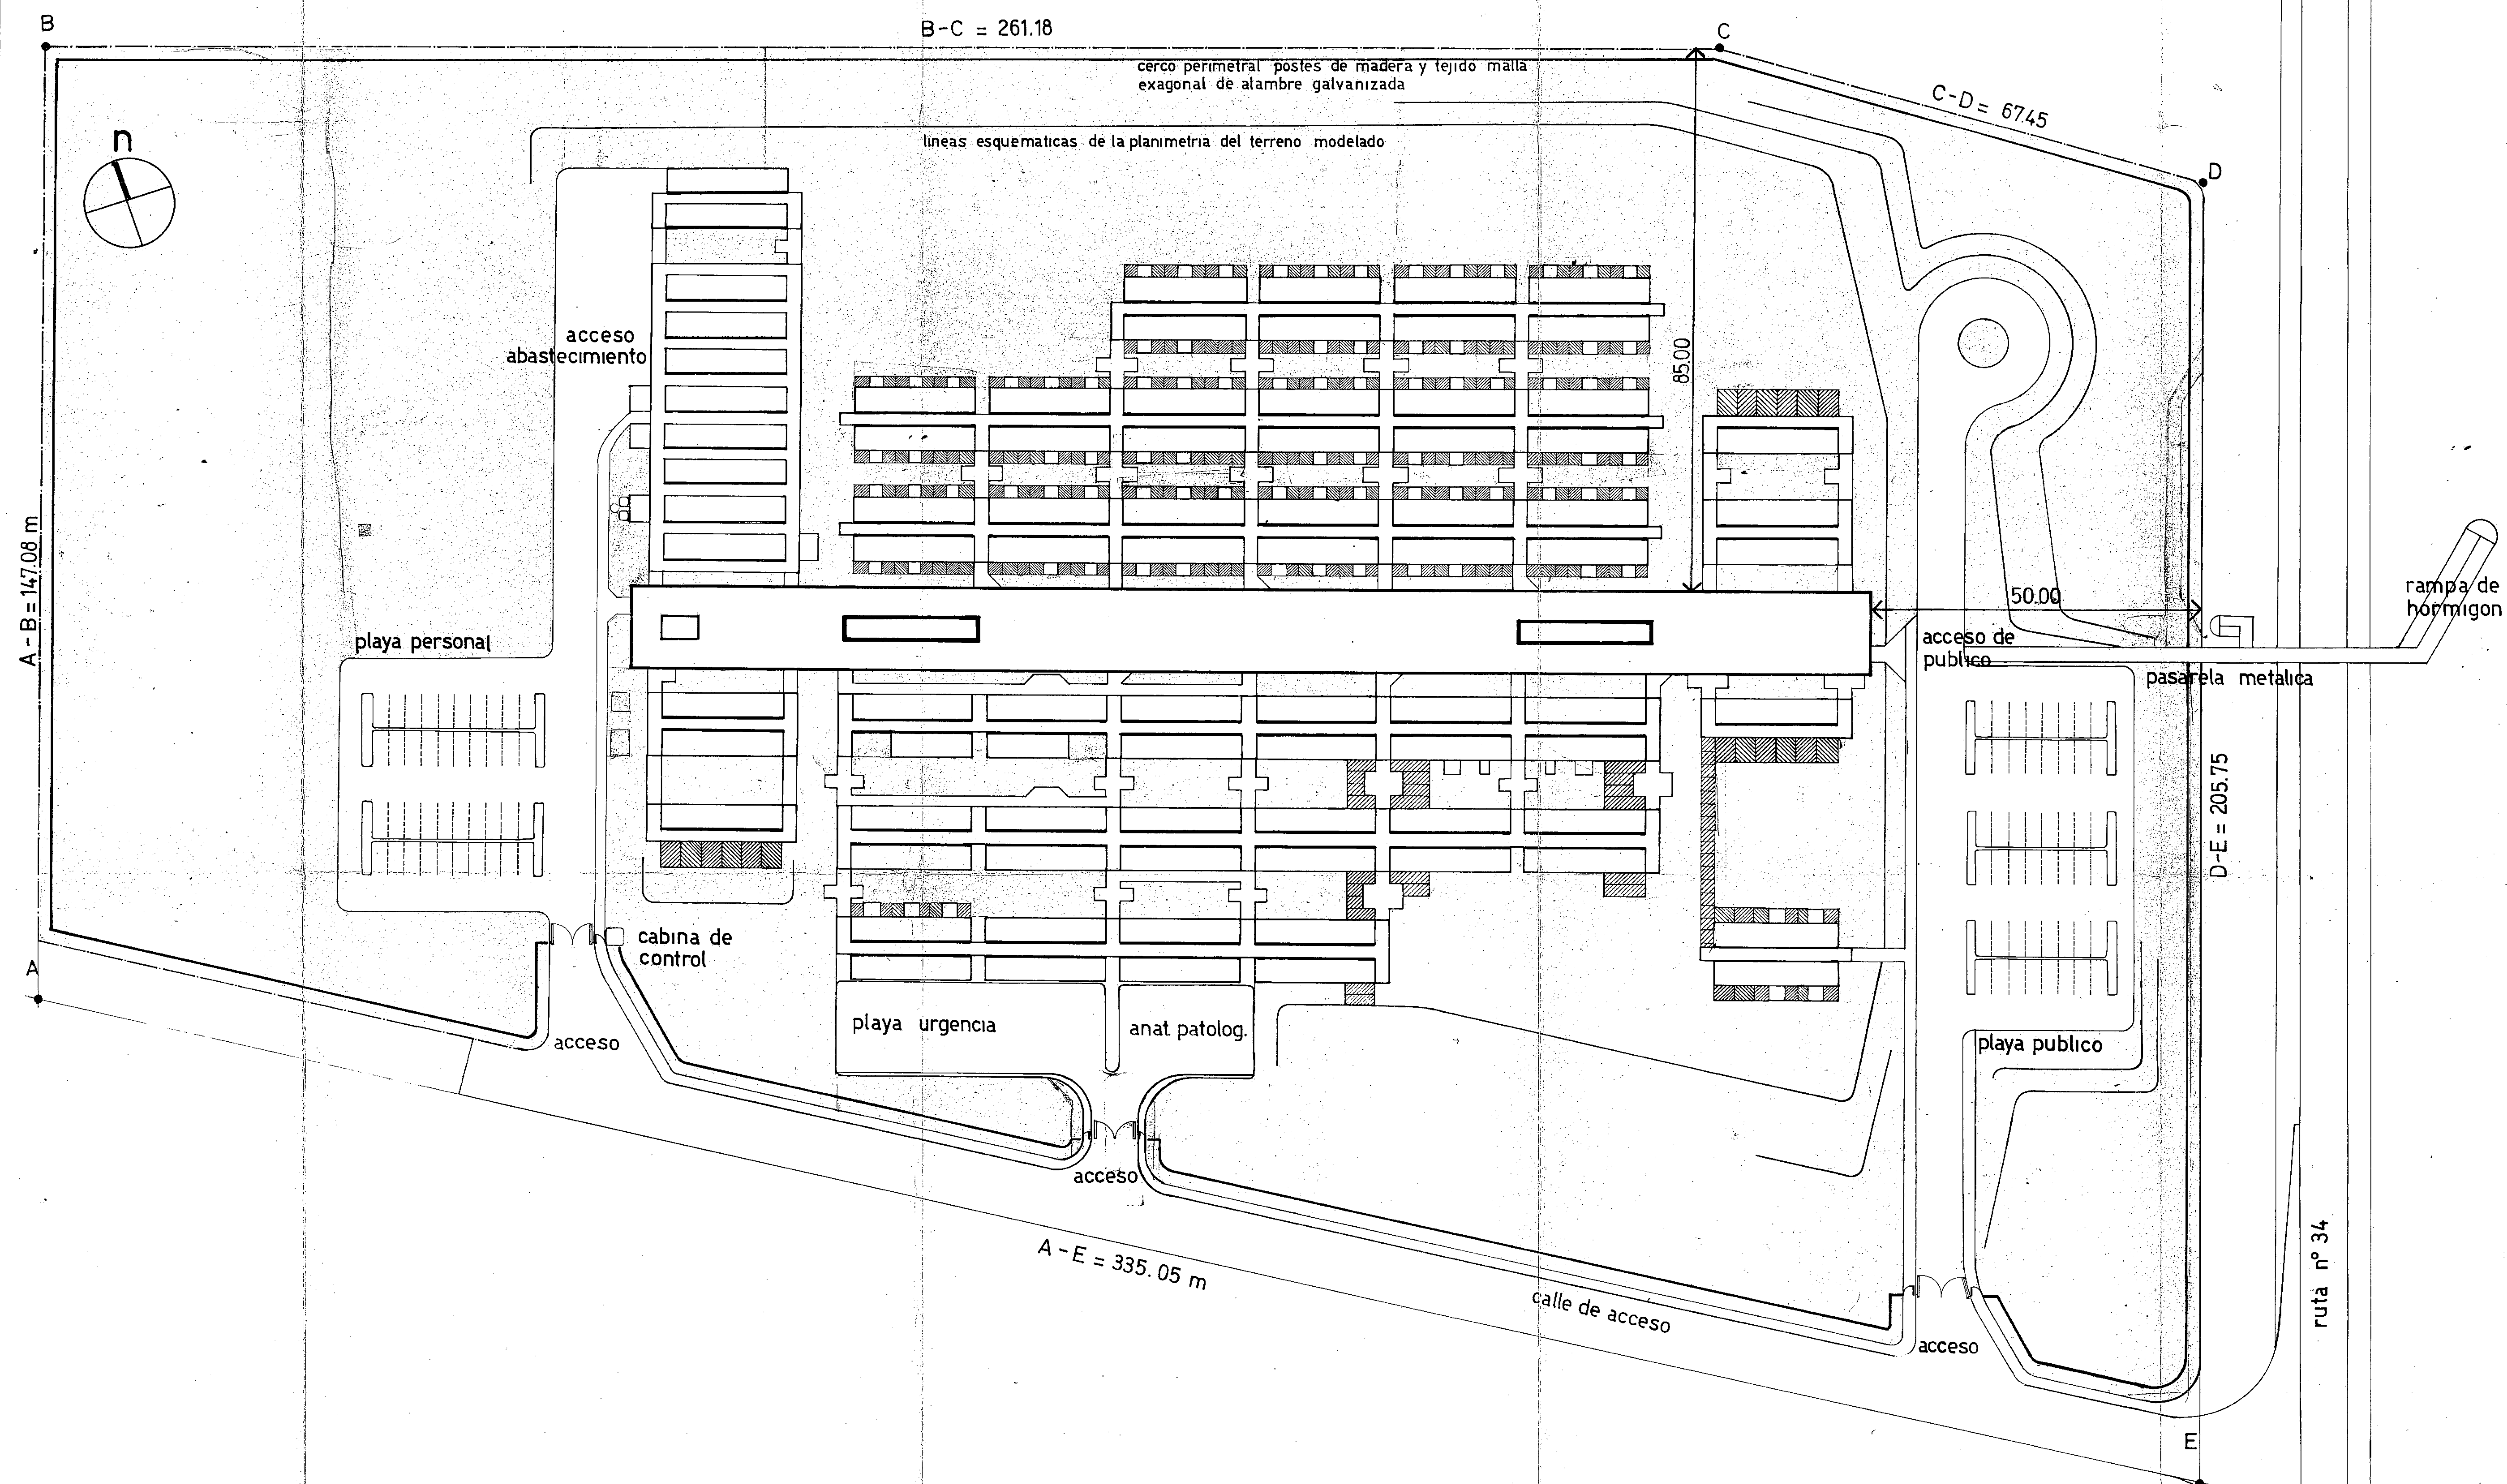 B
B-C = 261.18
C
cerco perimetral postes de madera y tejido malla
exagonal de alambre galvanizada
C-D = 67.45
lineas esquematicas de la planimetria del terreno modelado
n
D
acceso
abastecimiento
85.00
A-B = 147.08 m
rampa de
hormigon
50.00
playa personal
acceso de
publico
pasarela metalica
D-E = 205.75
cabina de
control
A
playa urgencia
anat. patolog.
acceso
playa publico
acceso
A-E = 335.05 m
calle de acceso
ruta nº 34
acceso
E